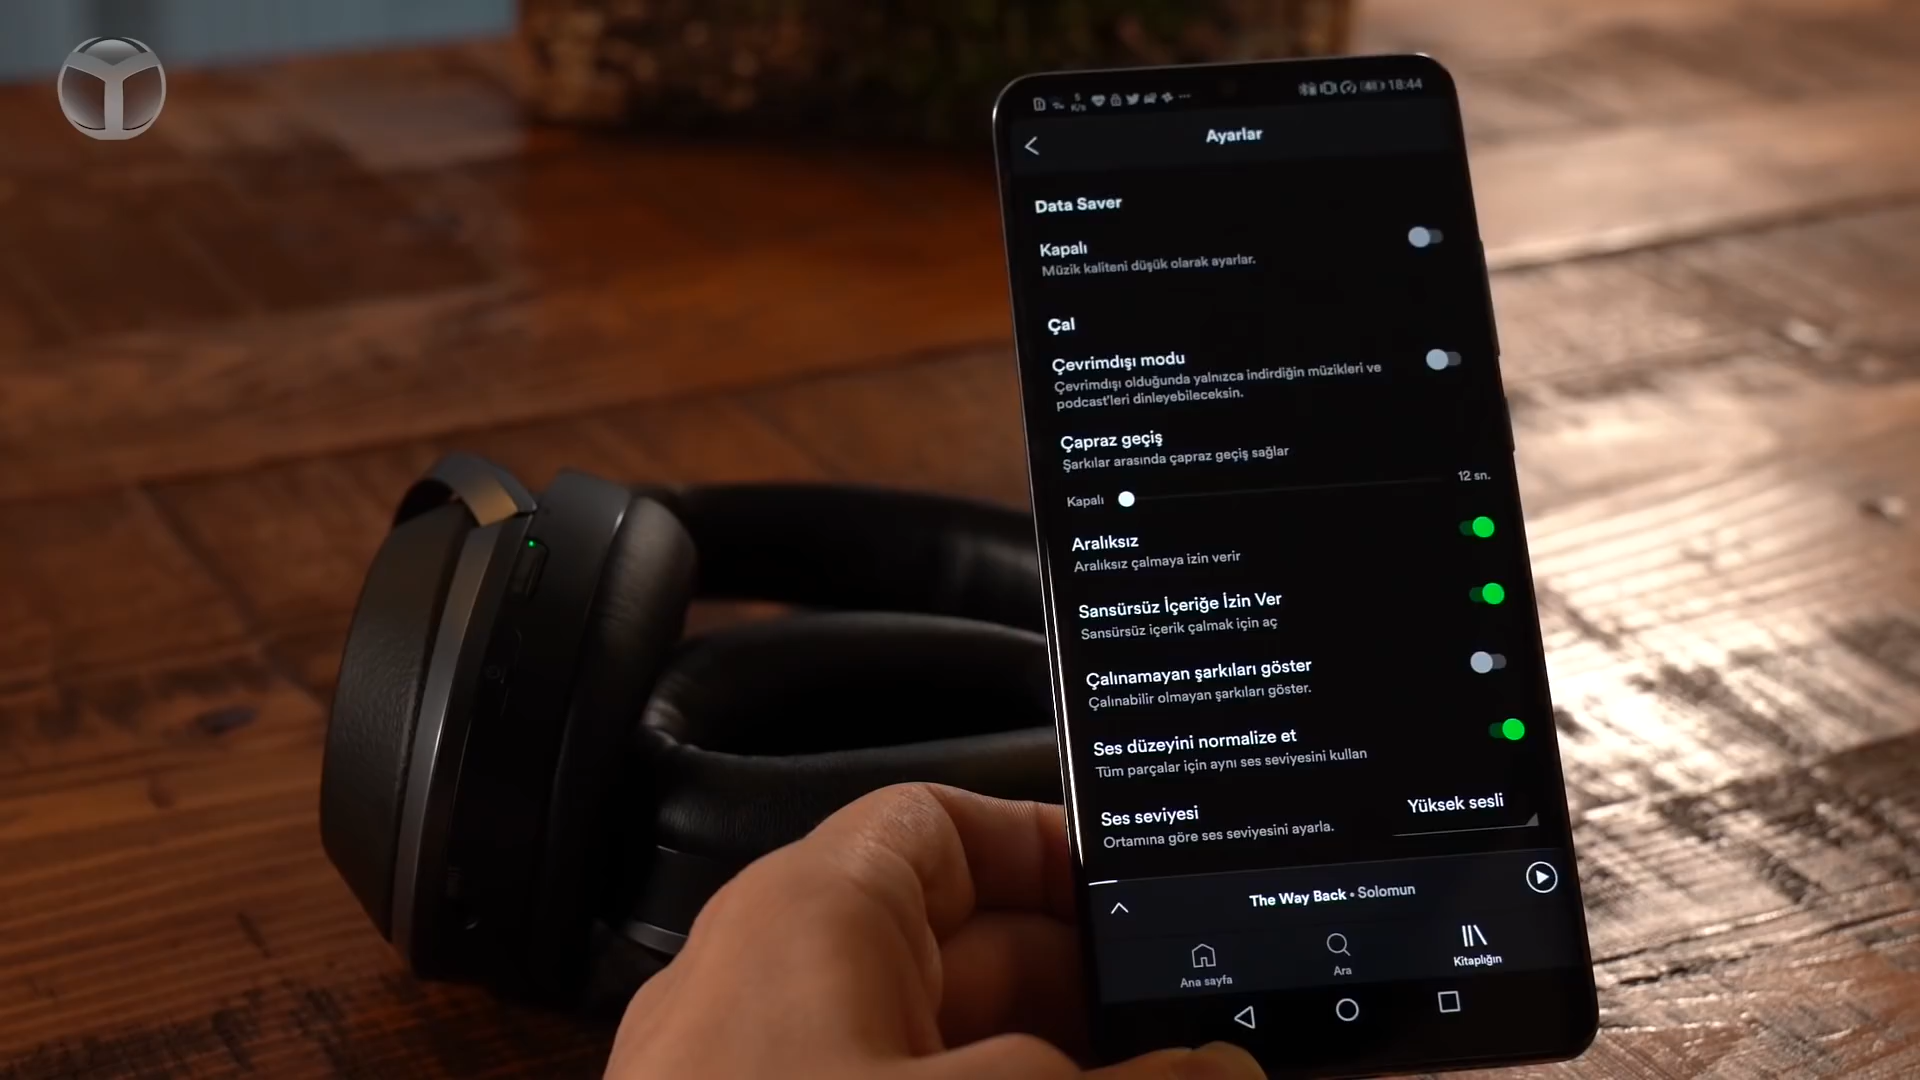 18:44
Ayarlar
Data Saver
Kapalı
Müzik kaliteni düşük olarak ayarlar.
Çal
Çevrimdışı modu
Çevrimdışı olduğunda yalnızca indirdiğin müzikleri ve
podcast'leri dinleyebileceksin.
Çapraz geçiş
Şarkılar arasında çapraz geçiş sağlar
Kapalı 12 sn.
Aralıksız
Aralıksız çalmaya izin verir
Sansürsüz İçeriğe İzin Ver
Sansürsüz içerik çalmak için aç
Çalınamayan şarkıları göster
Çalınabilir olmayan şarkıları göster.
Ses düzeyini normalize et
Tüm parçalar için aynı ses seviyesini kullan
Ses seviyesi Yüksek sesli
Ortamına göre ses seviyesini ayarla.
The Way Back • Solomun
Ana sayfa Ara Kitaplığın